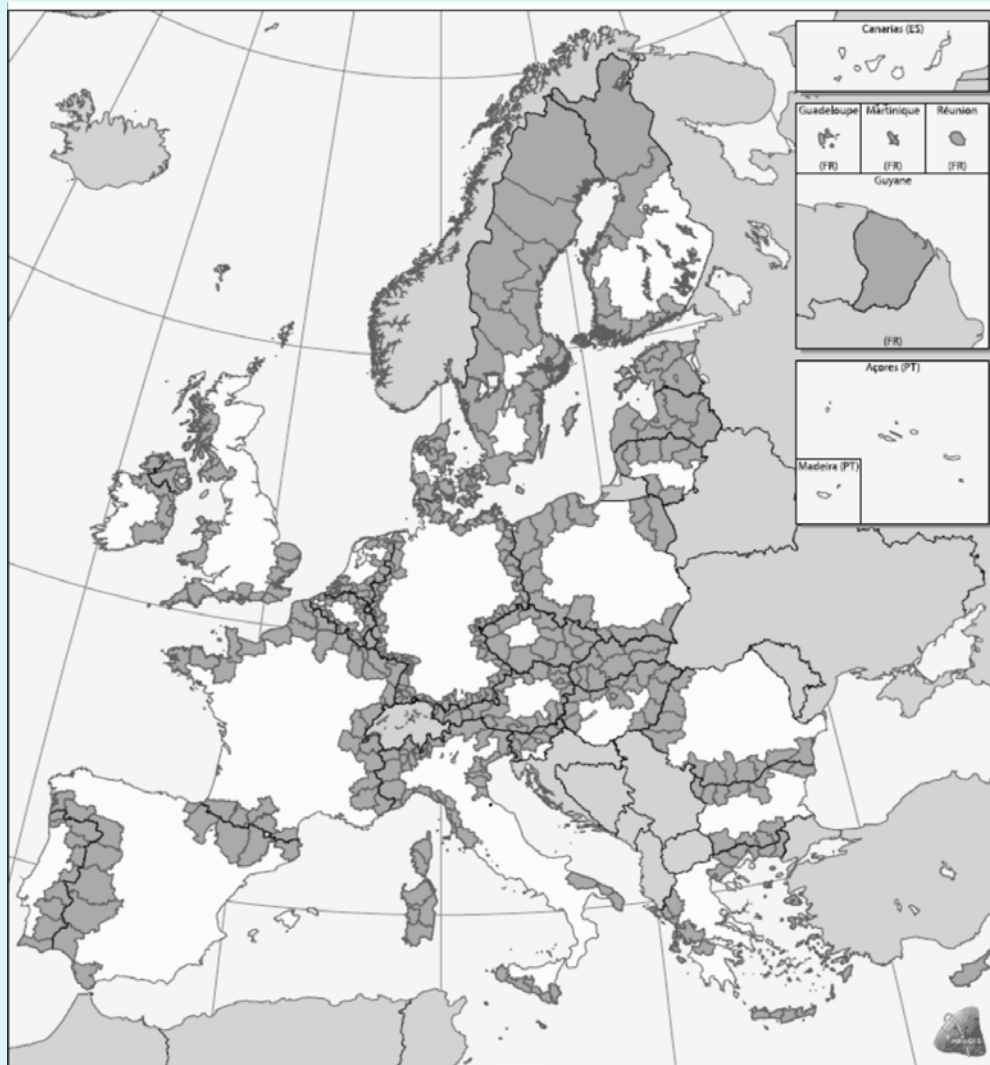 Canarias (ES)
Guadeloupe
Martinique
Réunion
(FR)
(FR)
(FR)
Guyane
(FR)
Açores (PT)
Madeira (PT)